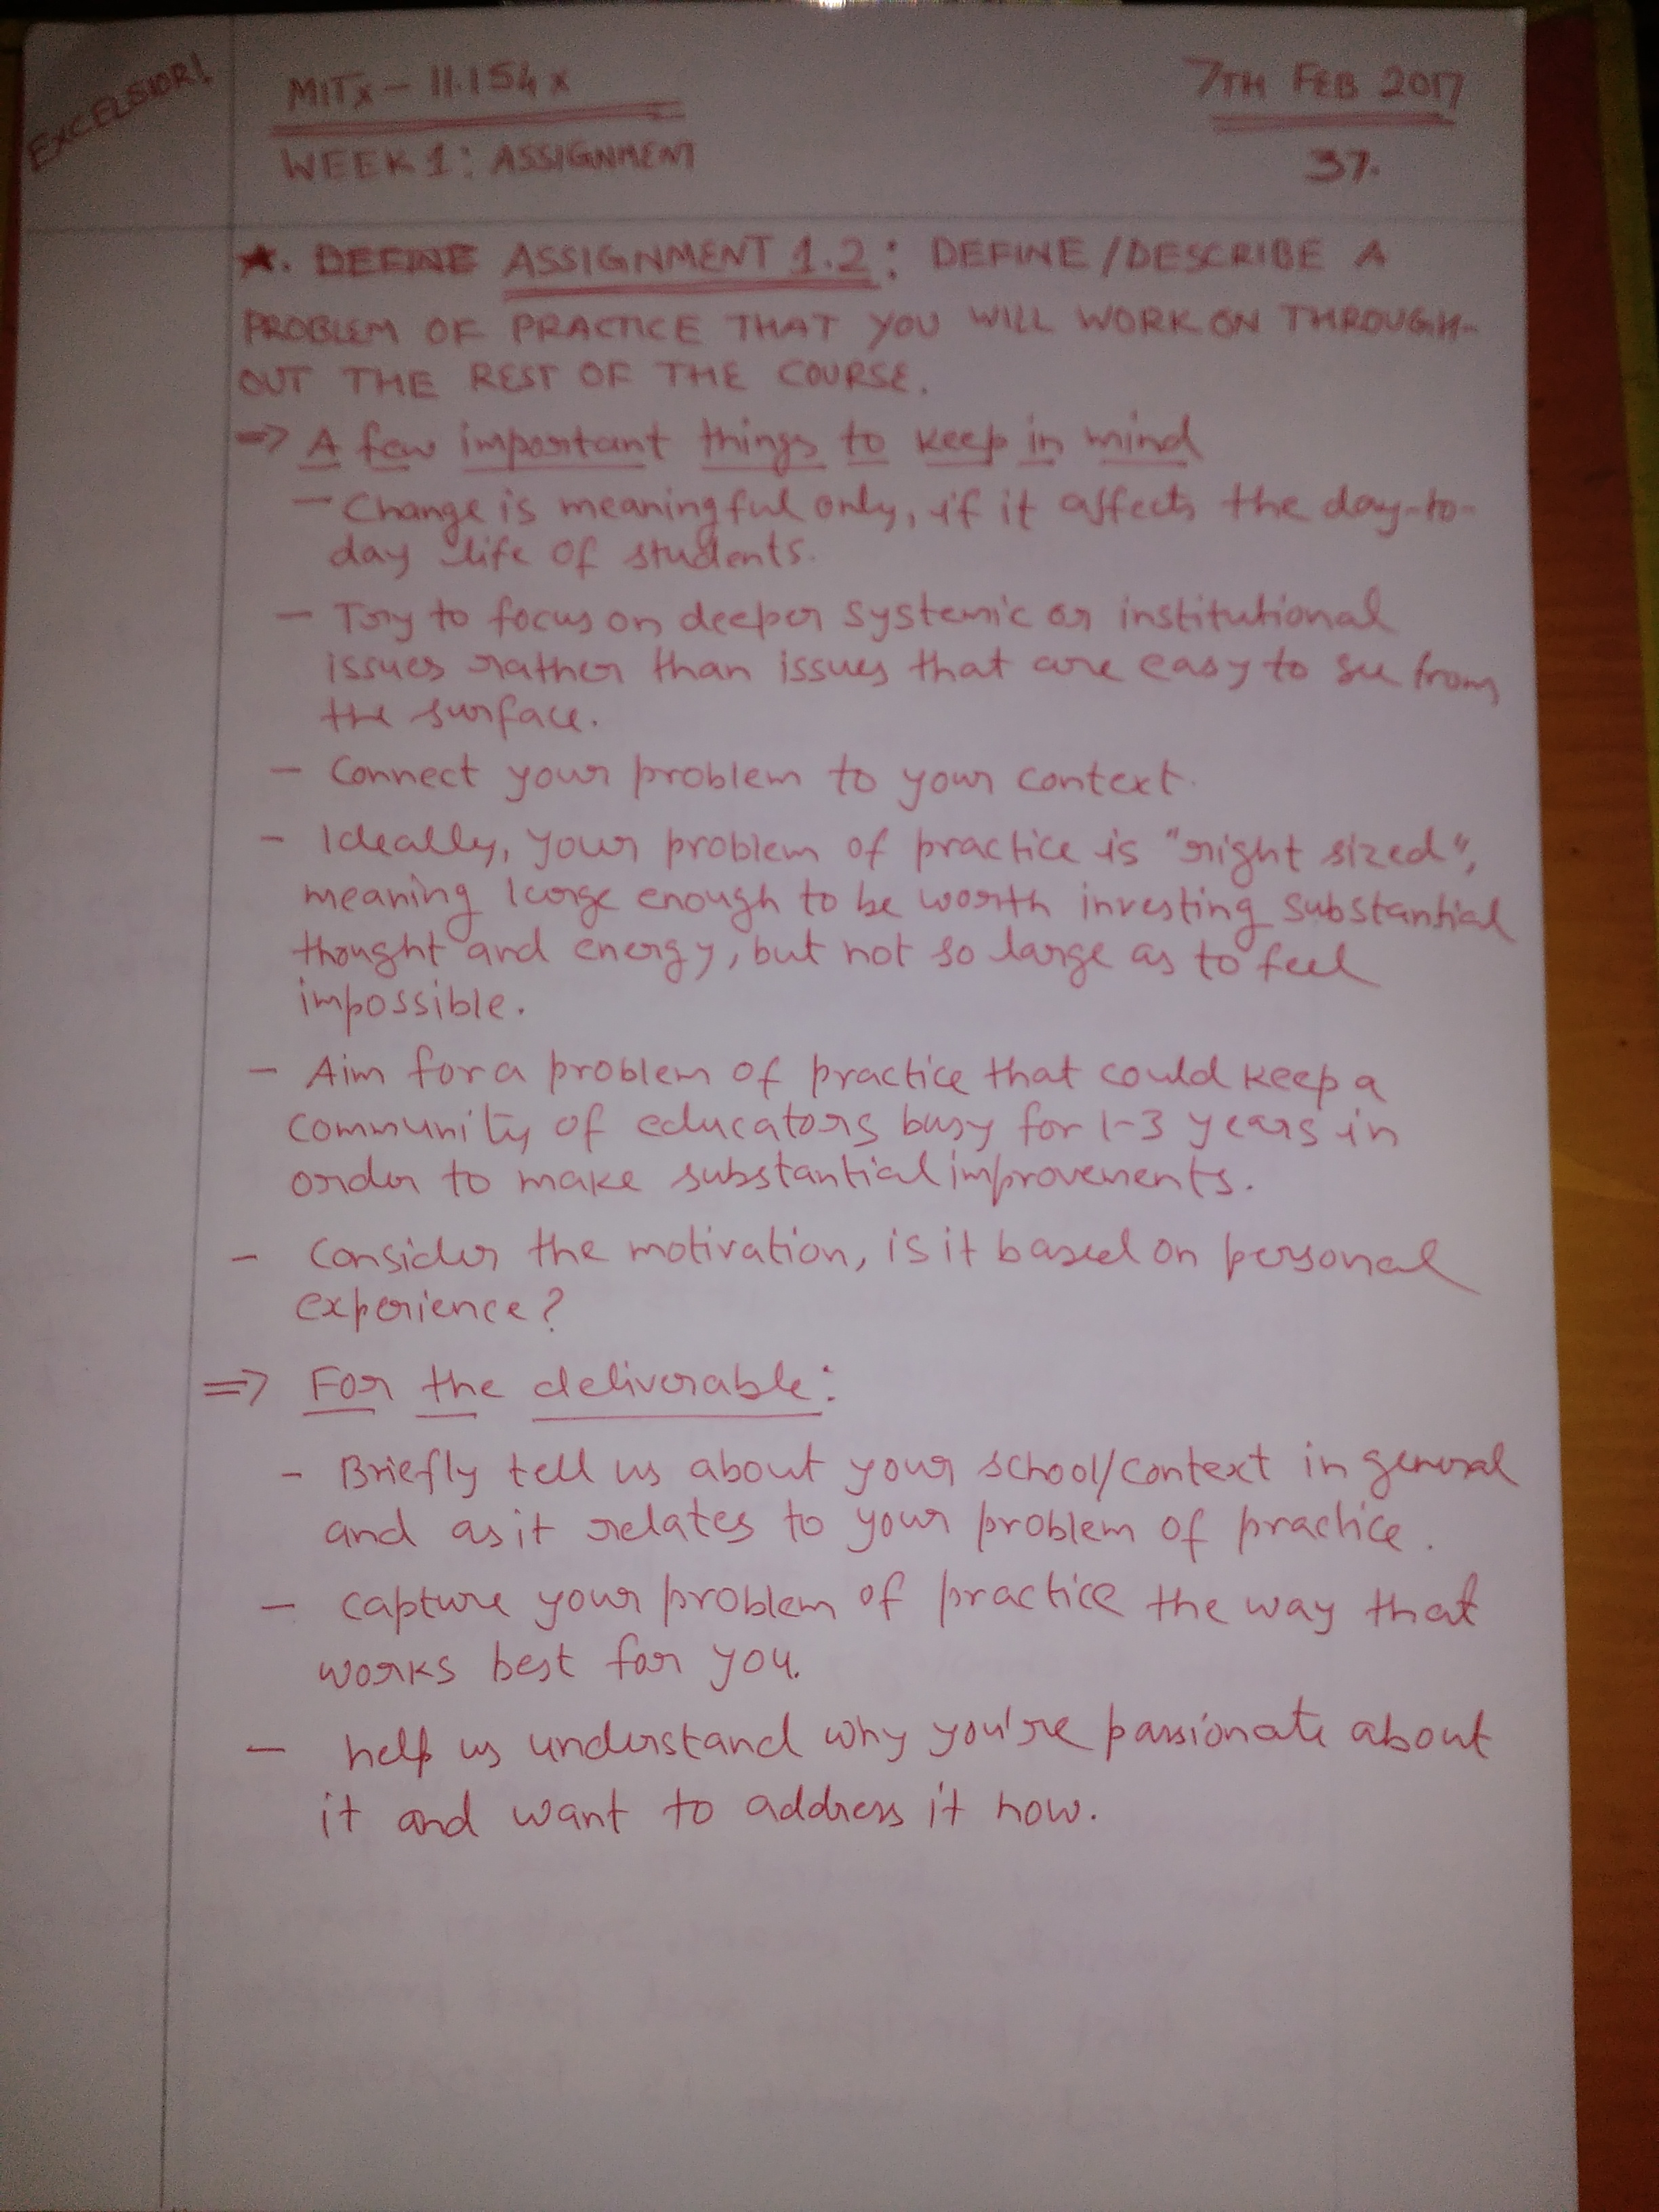 EXCELSIOR!
MITx - 11.154x
7TH FEB 2017
WEEK 1: ASSIGNMENT
37.
★. DEFINE ASSIGNMENT 1.2: DEFINE/DESCRIBE A
PROBLEM OF PRACTICE THAT YOU WILL WORK ON THROUGH-
OUT THE REST OF THE COURSE.
=> A few important things to keep in mind
- Change is meaningful only, if it affects the day-to-
day life of students.
- Try to focus on deeper systemic or institutional
issues rather than issues that are easy to see from
the surface.
- Connect your problem to your context.
- Ideally, your problem of practice is "right sized",
meaning large enough to be worth investing substantial
thought and energy, but not so large as to feel
impossible.
- Aim for a problem of practice that could keep a
community of educators busy for 1-3 years in
order to make substantial improvements.
- Consider the motivation, is it based on personal
experience?
=> For the deliverable:
- Briefly tell us about your school/context in general
and as it relates to your problem of practice.
- capture your problem of practice the way that
works best for you.
- help us understand why you're passionate about
it and want to address it now.